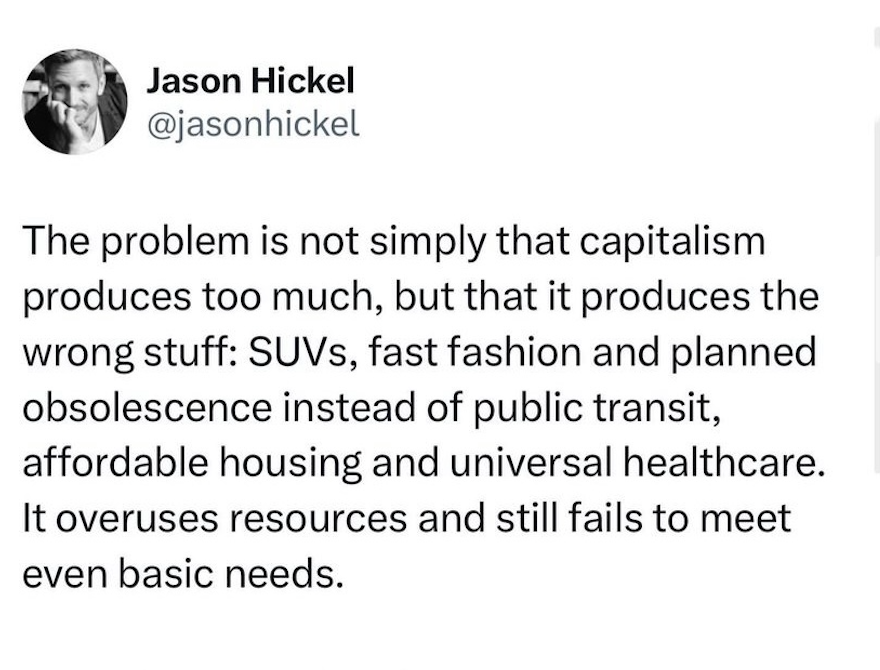 Jason Hickel
@jasonhickel
The problem is not simply that capitalism
produces too much, but that it produces the
wrong stuff: SUVs, fast fashion and planned
obsolescence instead of public transit,
affordable housing and universal healthcare.
It overuses resources and still fails to meet
even basic needs.